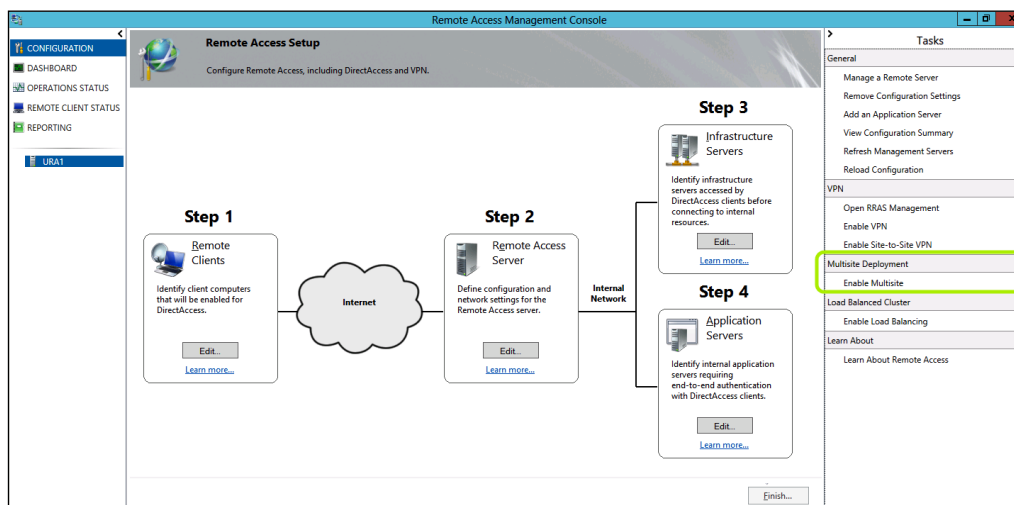 Remote Access Management Console
CONFIGURATION
DASHBOARD
OPERATIONS STATUS
REMOTE CLIENT STATUS
REPORTING
URA1
Remote Access Setup
Configure Remote Access, including DirectAccess and VPN.
Step 1
Remote
Clients
Identify client computers
that will be enabled for
DirectAccess.
Edit...
Learn more...
Internet
Step 2
Remote Access
Server
Define configuration and
network settings for the
Remote Access server.
Edit...
Learn more...
Internal
Network
Step 3
Infrastructure
Servers
Identify infrastructure
servers accessed by
DirectAccess clients before
connecting to internal
resources.
Edit...
Learn more...
Step 4
Application
Servers
Identify internal application
servers requiring
end-to-end authentication
with DirectAccess clients.
Edit...
Learn more...
Finish...
Tasks
General
Manage a Remote Server
Remove Configuration Settings
Add an Application Server
View Configuration Summary
Refresh Management Servers
Reload Configuration
VPN
Open RRAS Management
Enable VPN
Enable Site-to-Site VPN
Multisite Deployment
Enable Multisite
Load Balanced Cluster
Enable Load Balancing
Learn About
Learn About Remote Access